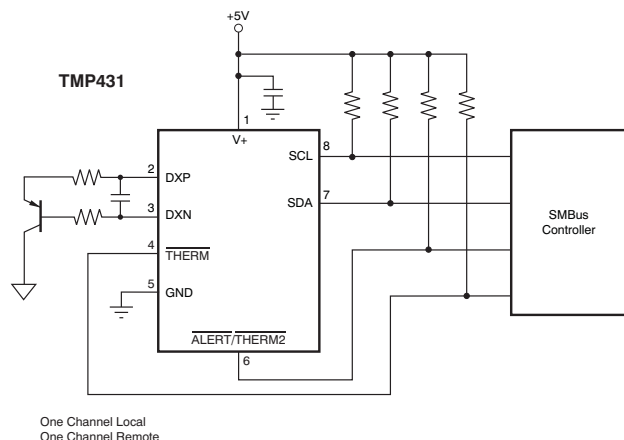 +5V
TMP431
1
V+
8
SCL
2
DXP
7
SDA
3
DXN
SMBus
Controller
4
THERM
5
GND
ALERT/THERM2
6
One Channel Local
One Channel Remote